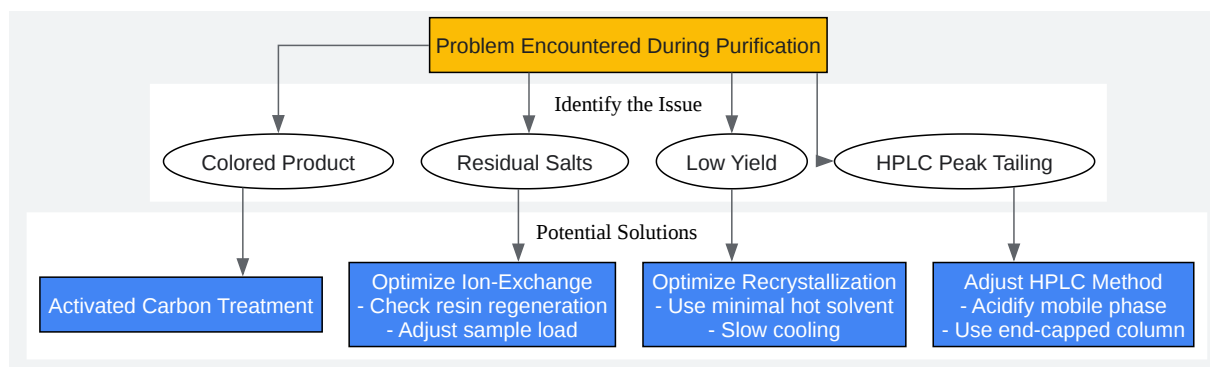 Problem Encountered During Purification
Identify the Issue
Colored Product
Residual Salts
Low Yield
HPLC Peak Tailing
Potential Solutions
Activated Carbon Treatment
Optimize Ion-Exchange
- Check resin regeneration
- Adjust sample load
Optimize Recrystallization
- Use minimal hot solvent
- Slow cooling
Adjust HPLC Method
- Acidify mobile phase
- Use end-capped column